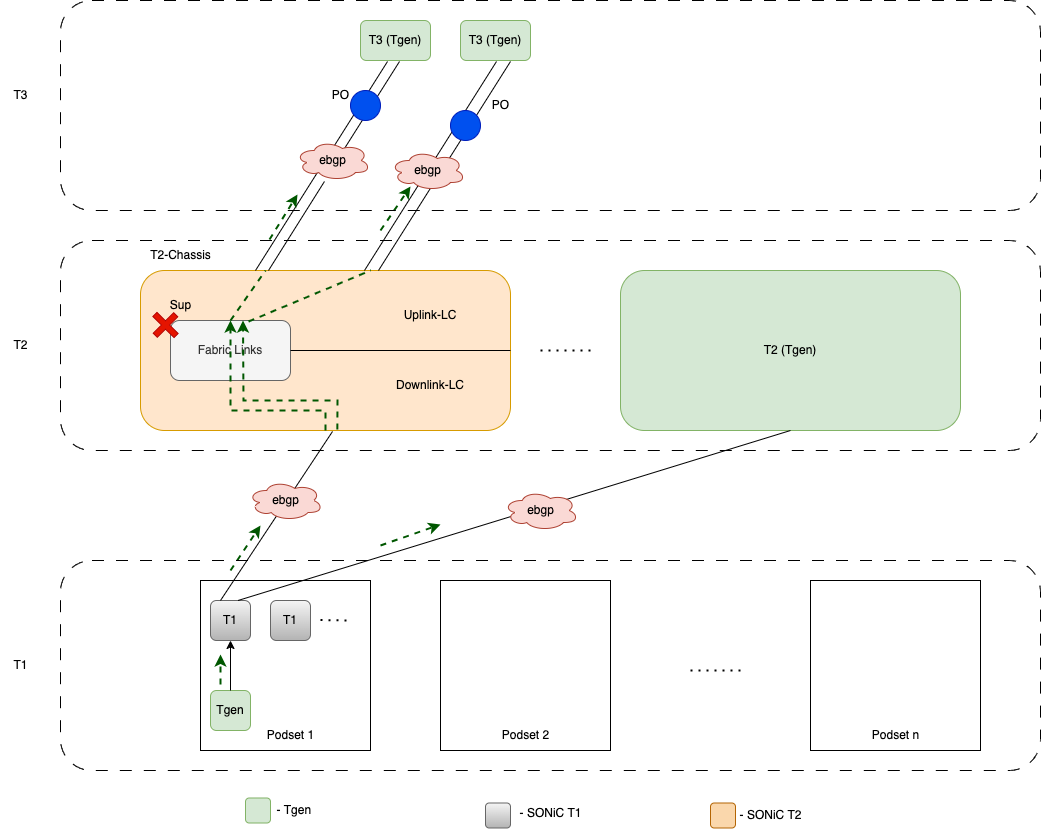 T3 (Tgen)
T3 (Tgen)
T3
PO
PO
ebgp
ebgp
T2-Chassis
Sup
Uplink-LC
T2
Fabric Links
.......
T2 (Tgen)
Downlink-LC
ebgp
ebgp
T1
T1
....
T1
.......
Tgen
Podset 1
Podset 2
Podset n
- Tgen
- SONiC T1
- SONiC T2